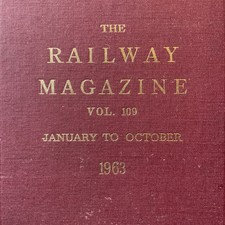 THE
RAILWAY
MAGAZINE
VOL. 109
JANUARY TO OCTOBER
1963